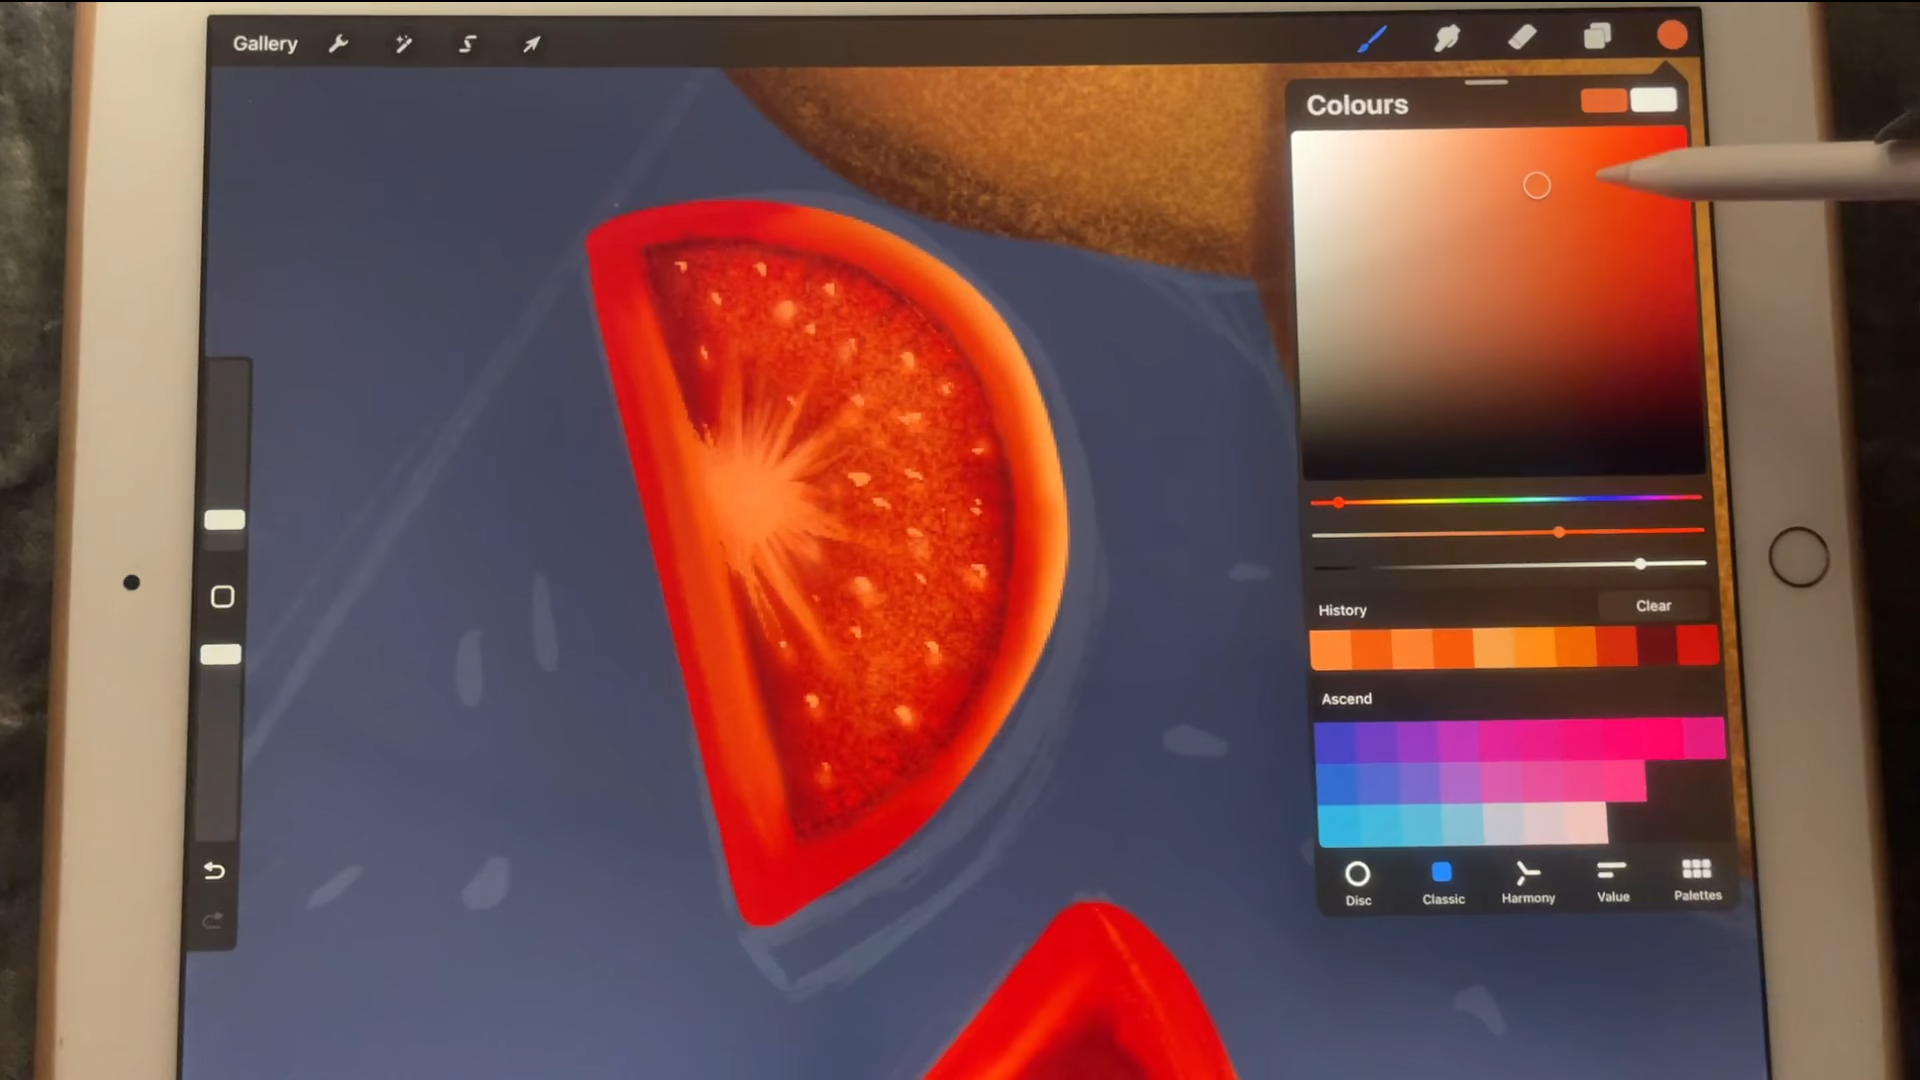 Gallery
Colours
History
Clear
Ascend
Disc
Classic
Harmony
Value
Palettes